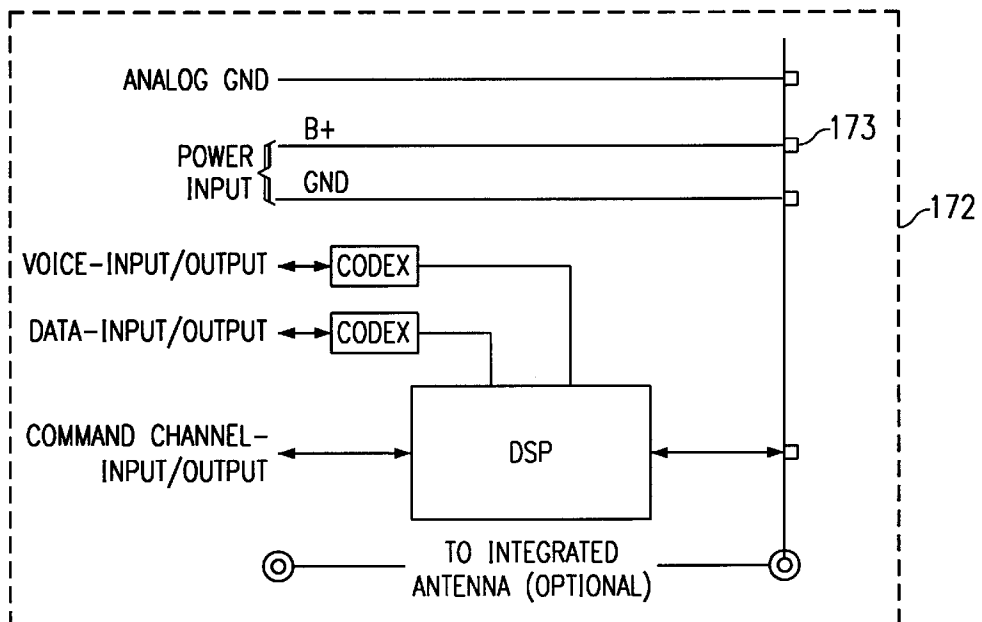 ANALOG GND
B+
173
POWER
INPUT
GND
172
VOICE-INPUT/OUTPUT
CODEX
DATA-INPUT/OUTPUT
CODEX
COMMAND CHANNEL-
INPUT/OUTPUT
DSP
TO INTEGRATED
ANTENNA (OPTIONAL)